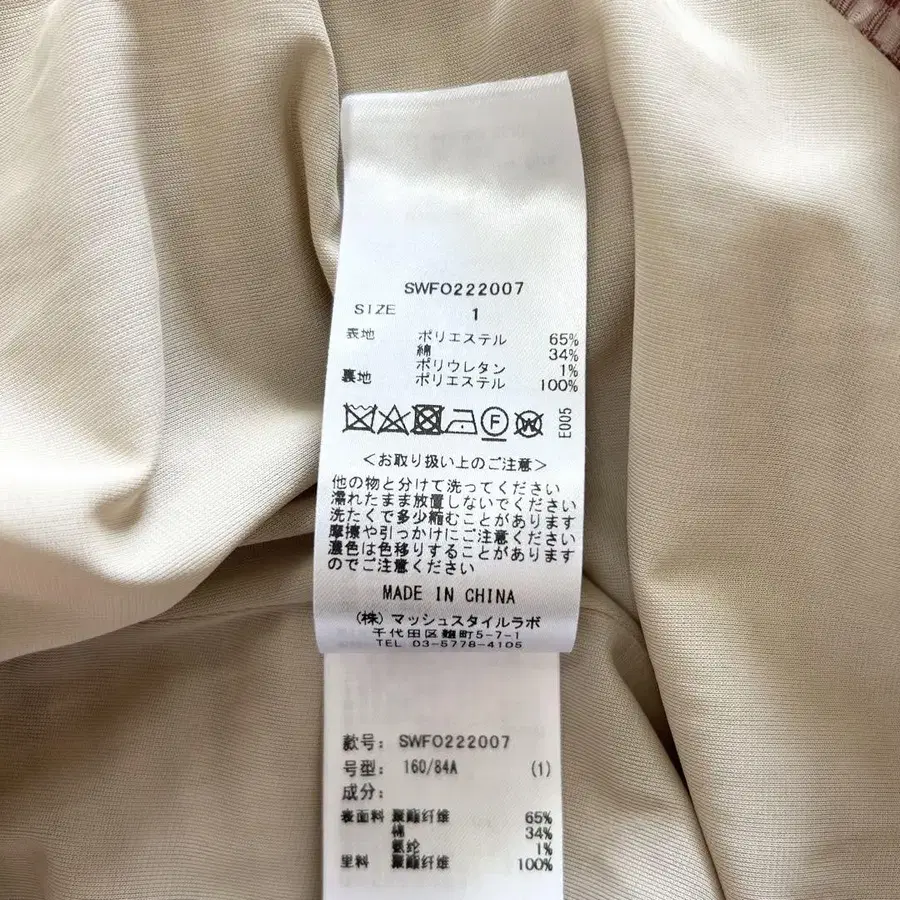 SWFO222007
SIZE 1
表地 ポリエステル 65%
綿 34%
ポリウレタン 1%
裏地 ポリエステル 100%
F W E005
<お取り扱い上のご注意>
他の物と分けて洗ってください
濡れたまま放置しないでください
洗たくで多少縮むことがあります
摩擦や引っかけにご注意ください
濃色は色移りすることがあります
のでご注意ください
MADE IN CHINA
(株)マッシュスタイルラボ
千代田区麹町5-7-1
TEL 03-5778-4105
款号: SWFO222007
号型: 160/84A (1)
成分:
表面料 聚酯纤维 65%
棉 34%
氨纶 1%
里料 聚酯纤维 100%